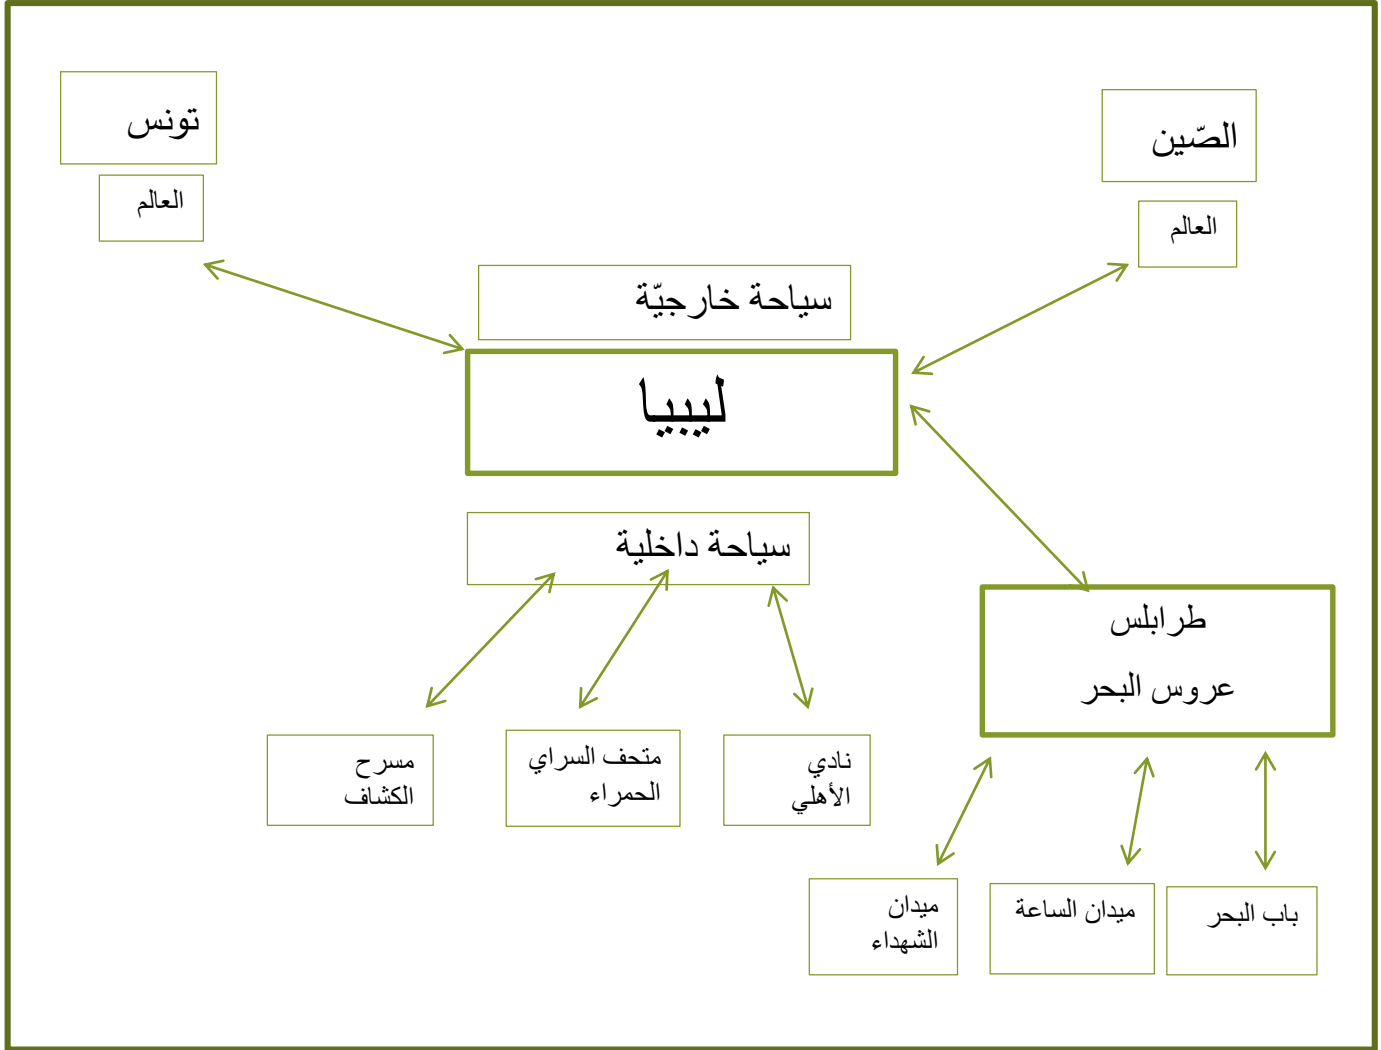 الصّين
تونس
العالم
العالم
سياحة خارجيّة
ليبيا
سياحة داخلية
طرابلس
عروس البحر
نادي
الأهلي
متحف السراي
الحمراء
مسرح
الكشاف
باب البحر
ميدان الساعة
ميدان
الشهداء